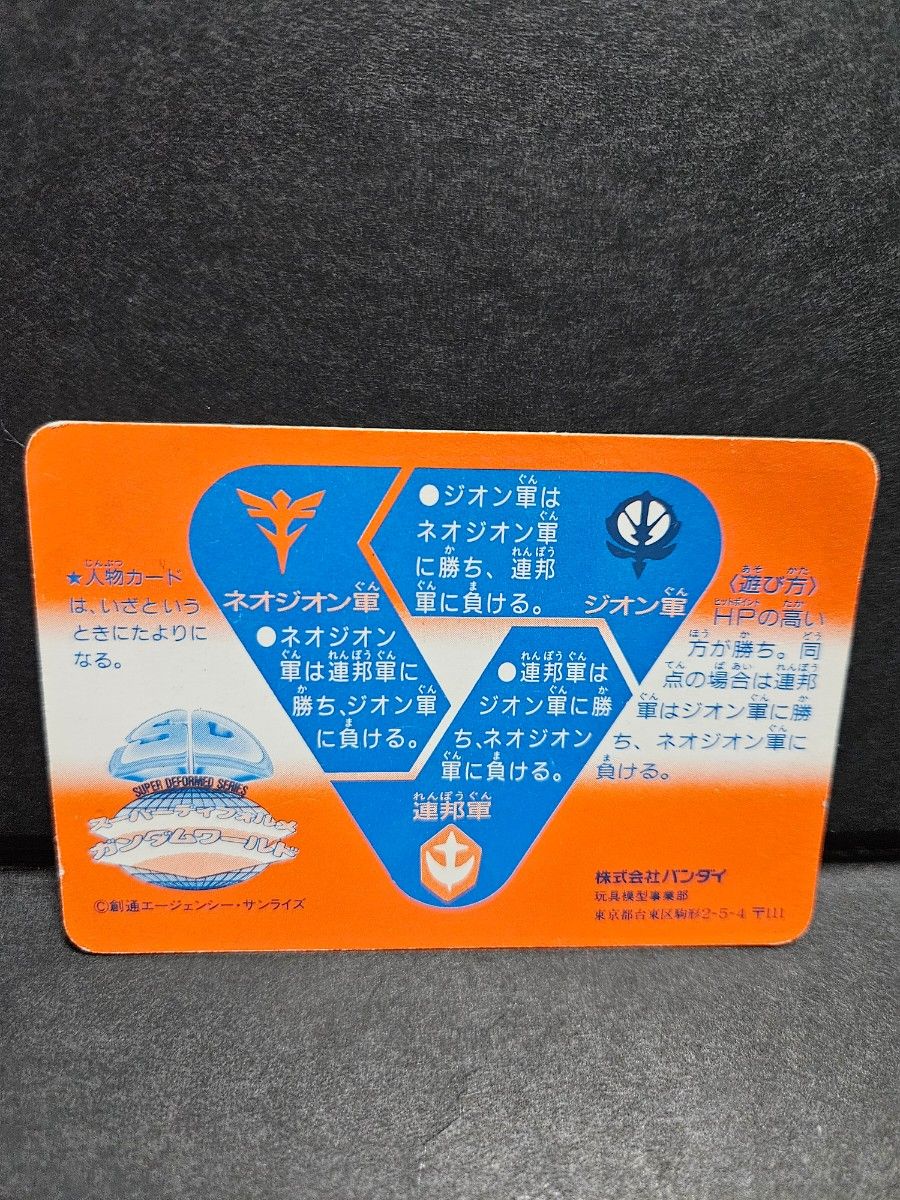 ★人物カード
は、いざという
ときにたよりに
なる。
ネオジオン軍
●ネオジオン
軍は連邦軍に
勝ち、ジオン軍
に負ける。
●ジオン軍は
ネオジオン軍
に勝ち、連邦
軍に負ける。
ジオン軍
●連邦軍は
ジオン軍に勝
ち、ネオジオン
軍に負ける。
連邦軍
〈遊び方〉
HPの高い
方が勝ち。同
点の場合は連邦
軍はジオン軍に勝
ち、ネオジオン軍に
負ける。
SUPER DEFORMED SERIES
スーパーディフォルメ
ガンダムワールド
©創通エージェンシー・サンライズ
株式会社バンダイ
玩具模型事業部
東京都台東区駒形2-5-4 〒111